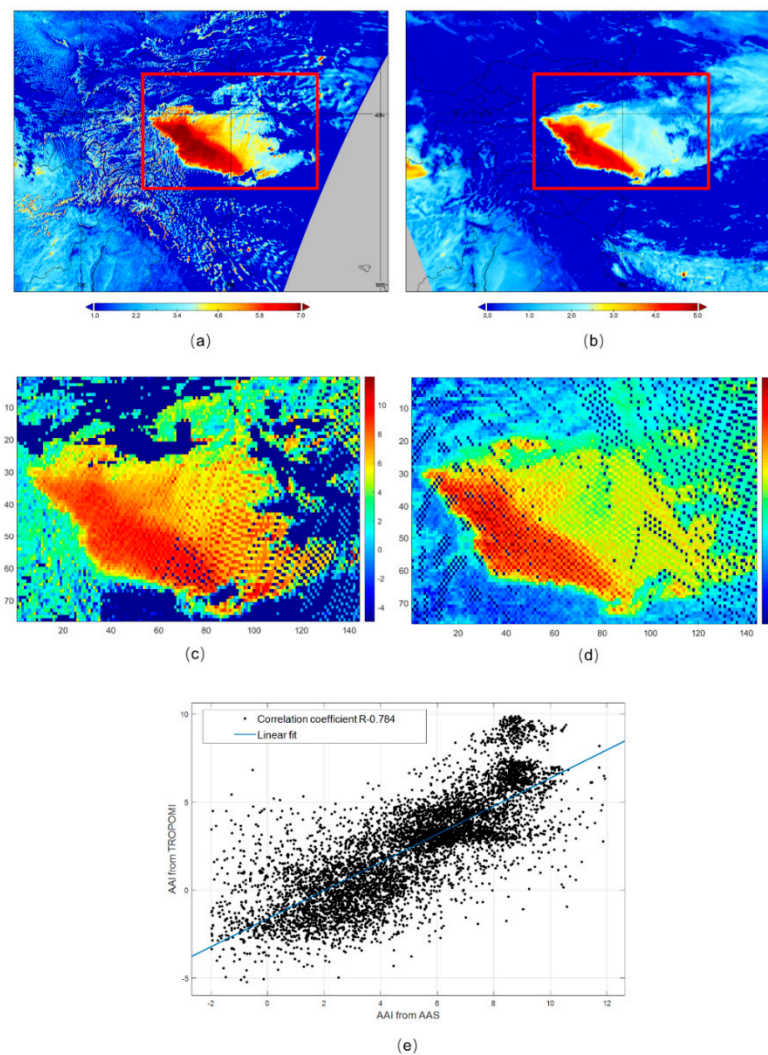 40N
40N
1.0 2.2 3.4 4.6 5.8 7.0
0.0 1.0 2.0 3.0 4.0 5.0
(a)
(b)
10
20
30
40
50
60
70
20 40 60 80 100 120 140
10
8
6
4
2
0
-2
-4
10
20
30
40
50
60
70
20 40 60 80 100 120 140
(c)
(d)
Correlation coefficient R-0.784
Linear fit
AAI from TROPOMI
10
5
0
-5
-2 0 2 4 6 8 10 12
AAI from AAS
(e)